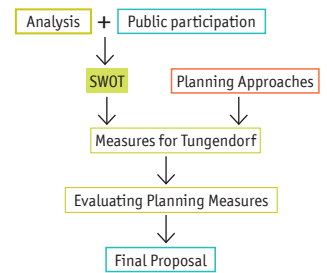 Analysis + Public participation
SWOT Planning Approaches
Measures for Tungendorf
Evaluating Planning Measures
Final Proposal